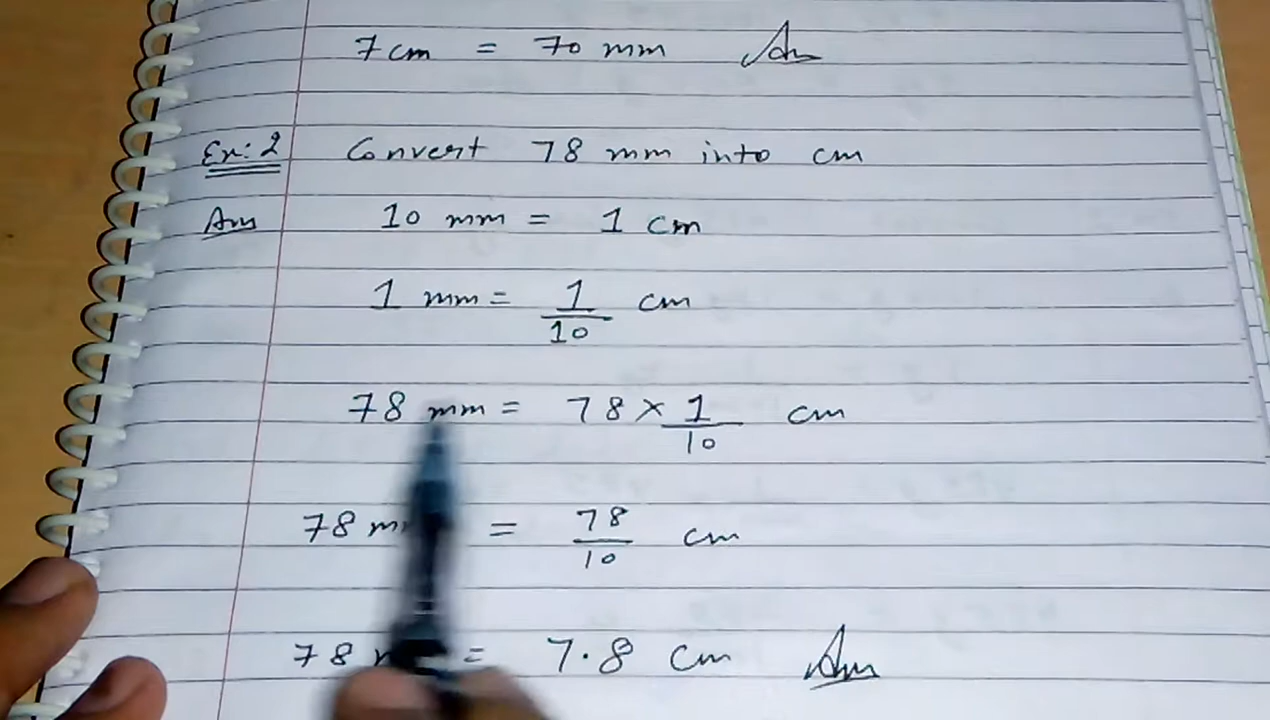 7 cm = 70 mm Ans
Ex: 2 Convert 78 mm into cm
Ans 10 mm = 1 cm
1 mm = 1/10 cm
78 mm = 78 × 1/10 cm
78 m = 78/10 cm
78 = 7.8 cm Ans